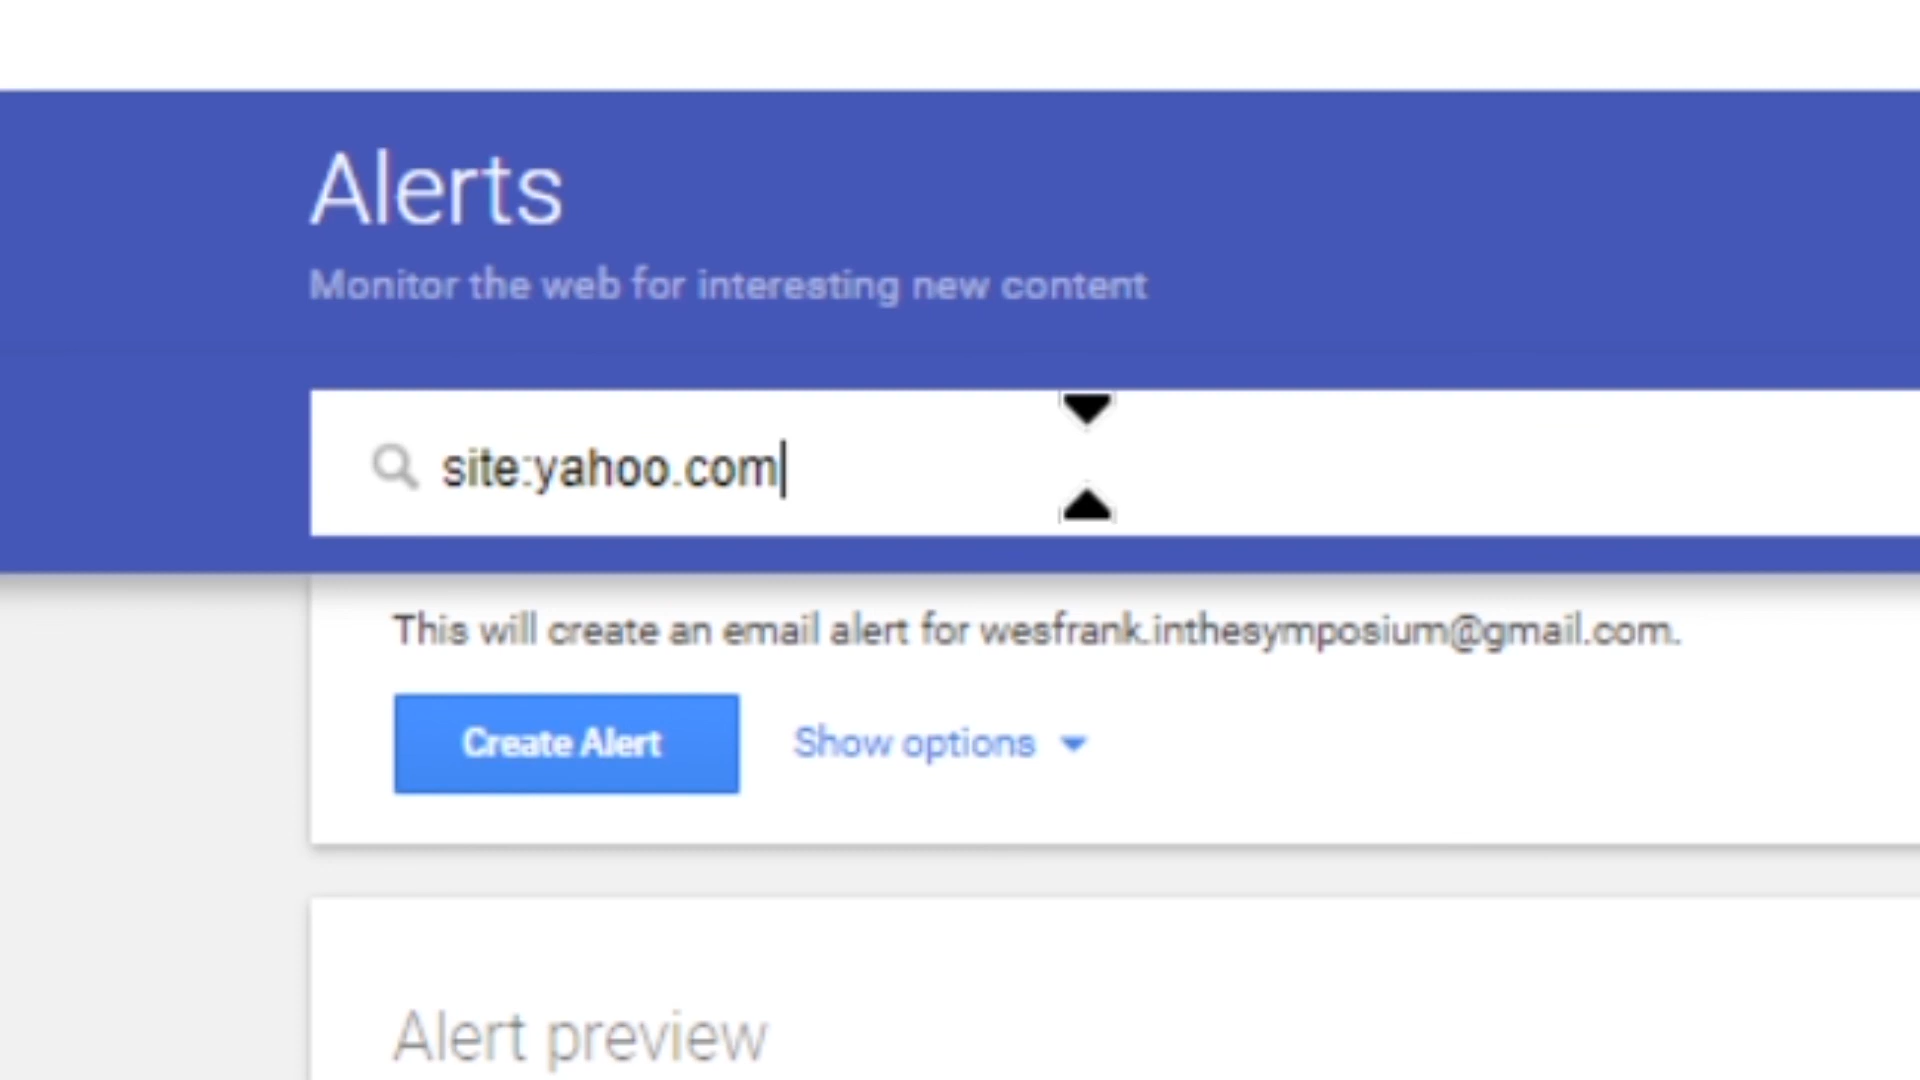 Alerts
Monitor the web for interesting new content
site:yahoo.com
This will create an email alert for wesfrank.inthesymposium@gmail.com.
Create Alert
Show options
Alert preview